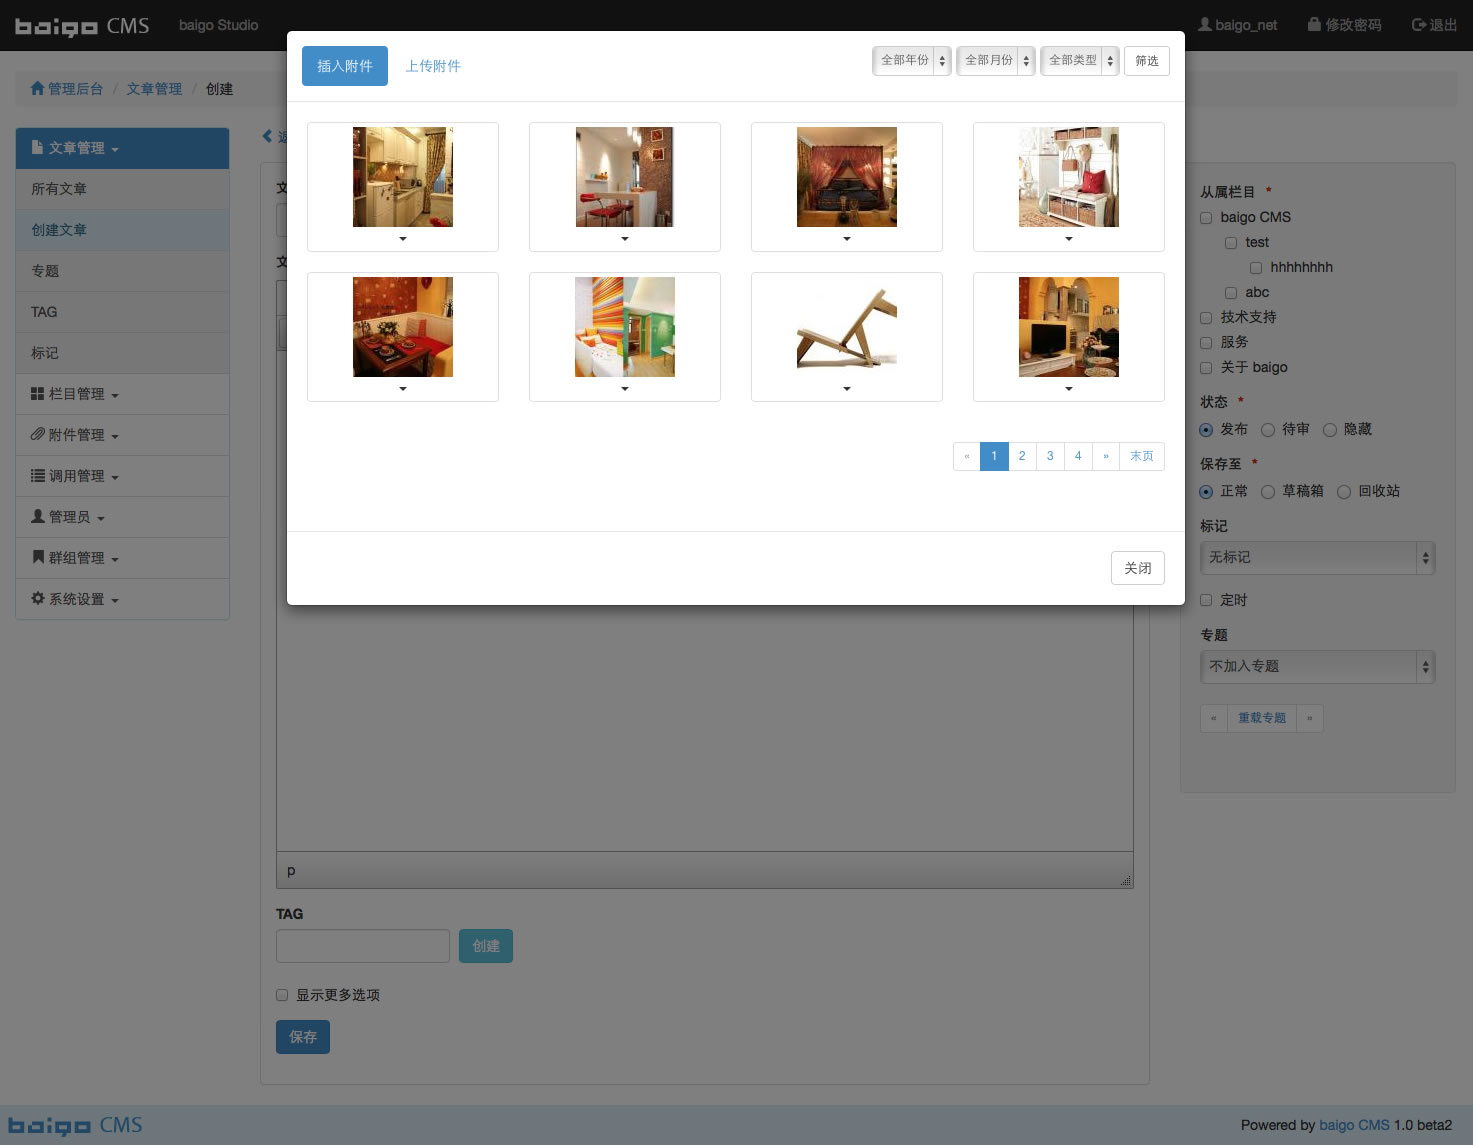 baigo CMS baigo Studio baigo_net 修改密码 退出
管理后台 / 文章管理 / 创建
插入附件 上传附件 全部年份 全部月份 全部类型 筛选
文章管理
所有文章
创建文章
专题
TAG
标记
栏目管理
附件管理
调用管理
管理员
群组管理
系统设置
« 1 2 3 4 » 末页
关闭
p
TAG
创建
显示更多选项
保存
从属栏目 *
baigo CMS
test
hhhhhhhh
abc
技术支持
服务
关于 baigo
状态 *
发布 待审 隐藏
保存至 *
正常 草稿箱 回收站
标记
无标记
定时
专题
不加入专题
« 重载专题 »
baigo CMS Powered by baigo CMS 1.0 beta2